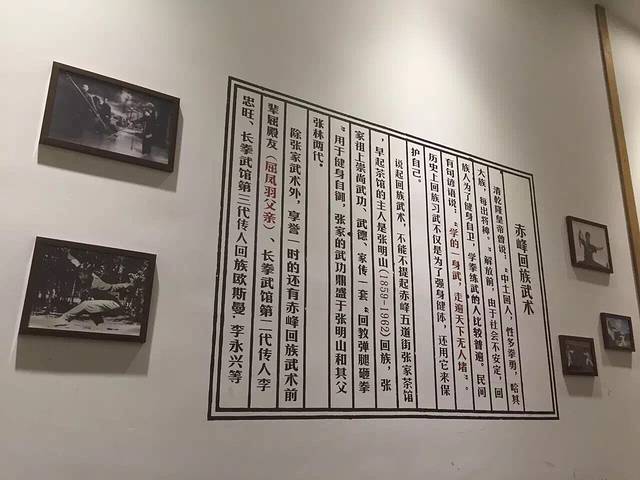 赤峰回族武术
清乾隆皇帝曾说："中土回人，性多拳勇，哈其
大族，每出将神。"解放前，由于社会不安定，回
族人为了健身自卫，学拳练武的人比较普遍。民间
有句谚语说："学的一身武，走遍天下无人堵"。
历史上回族习武不仅是为了强身健体，还用它来保
护自己。
说起回族武术，不能不提起赤峰五道街张家茶馆
，早起茶馆的主人是张明山(1859-1962)回族，张
家祖上崇尚武功、武德、家传一套"回教弹腿砸拳
"用于健身自御，张家的武功鼎盛于张明山和其父
张林两代。
除张家武术外，享誉一时的还有赤峰回族武术前
辈屈殿友（屈凤羽父亲）、长拳武馆第二代传人李
忠旺、长拳武馆第三代传人回族欧斯曼，李永兴等